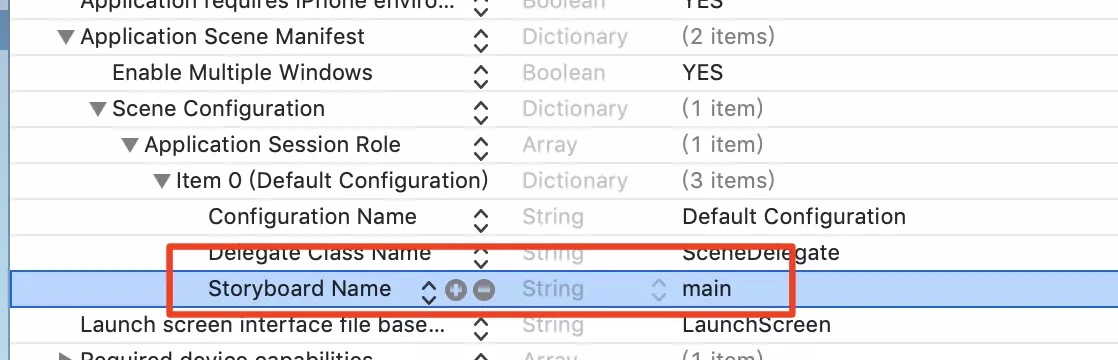 Application requires iPhone enviro... Boolean YES
Application Scene Manifest Dictionary (2 items)
Enable Multiple Windows Boolean YES
Scene Configuration Dictionary (1 item)
Application Session Role Array (1 item)
Item 0 (Default Configuration) Dictionary (3 items)
Configuration Name String Default Configuration
Delegate Class Name String SceneDelegate
Storyboard Name String main
Launch screen interface file base... String LaunchScreen
Required device capabilities Array (1 item)